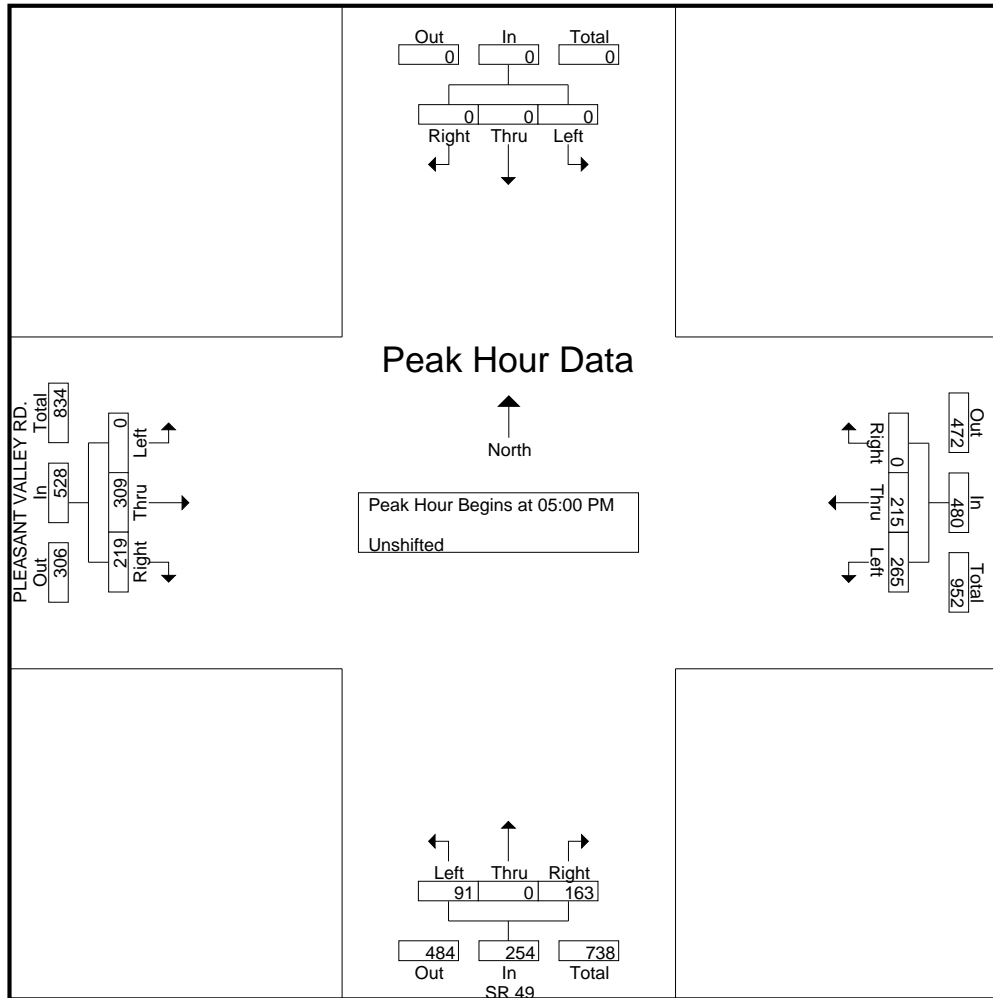 Out In Total
0 0 0
0 0 0
Right Thru Left
Peak Hour Data
North
Peak Hour Begins at 05:00 PM
Unshifted
PLEASANT VALLEY RD.
Out In Total
306 528 834
219 309 0
Right Thru Left
Out In Total
472 480 952
0 215 265
Right Thru Left
Left Thru Right
91 0 163
484 254 738
Out In Total
SR 49